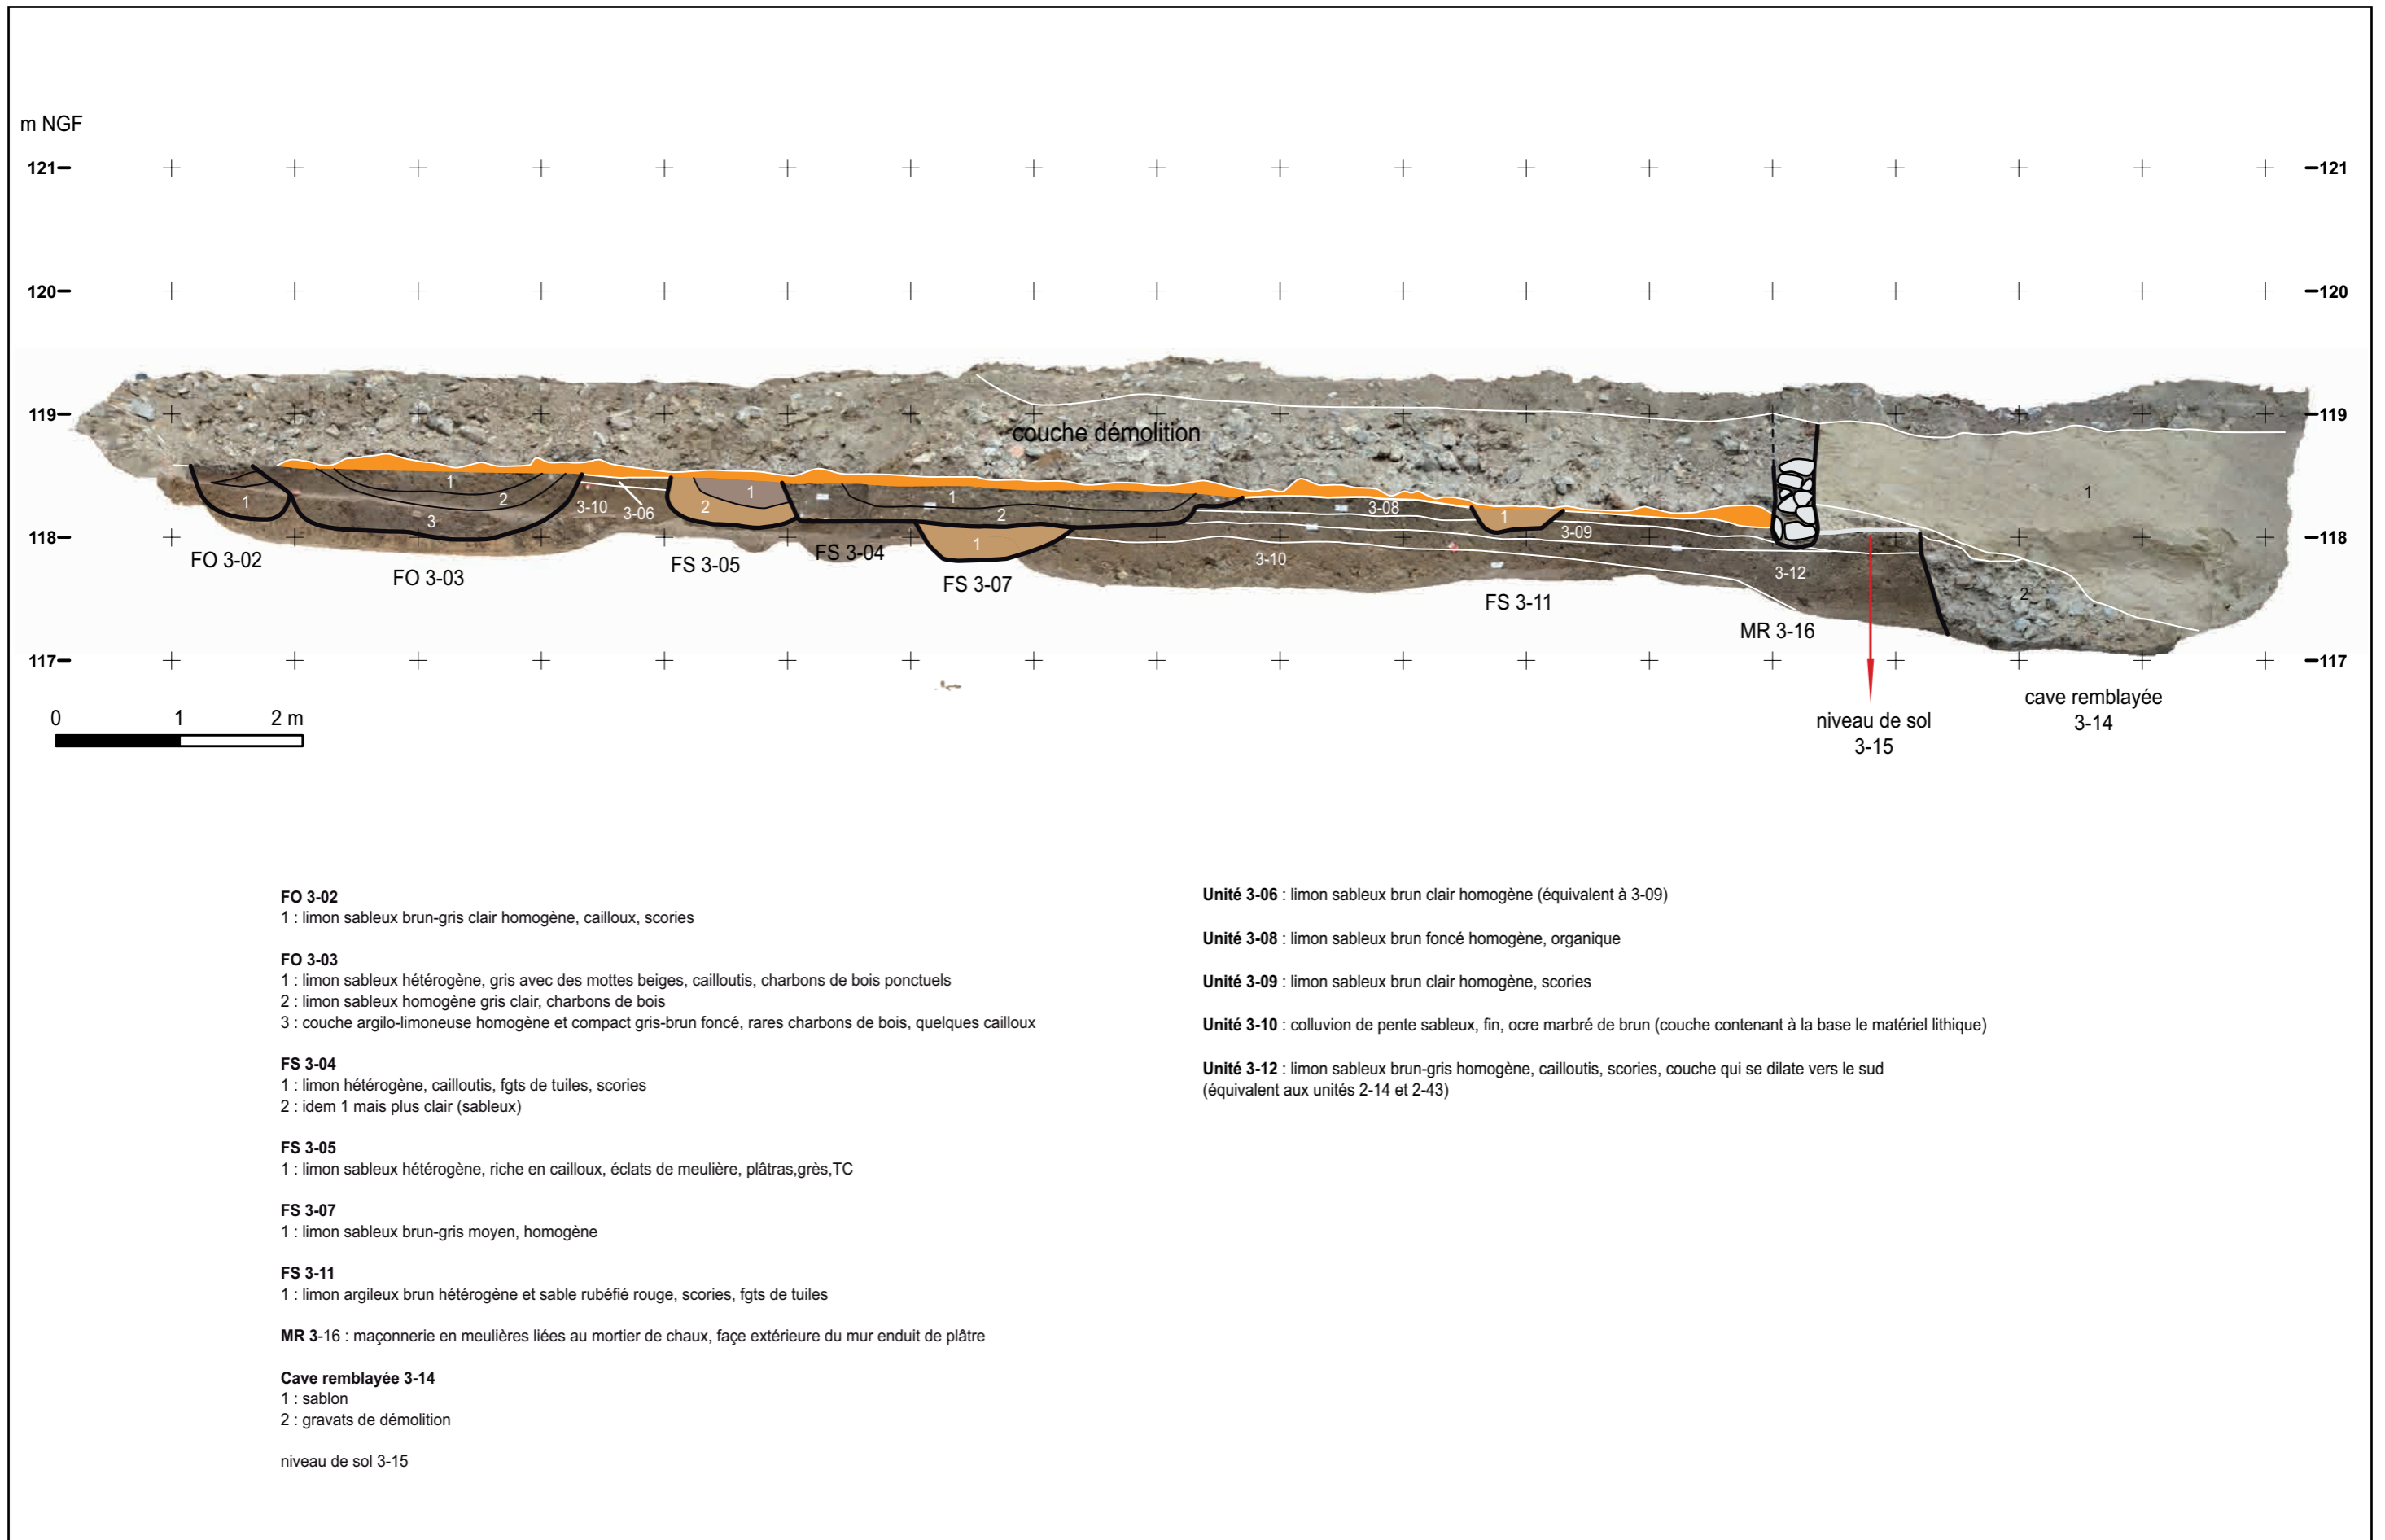 m NGF
121
121
120
120
119
119
couche démolition
1
1
2
3
3-10
3-06
1
2
1
2
1
3-08
1
3-09
3-10
3-12
1
2
118
118
FO 3-02
FO 3-03
FS 3-05
FS 3-04
FS 3-07
FS 3-11
MR 3-16
117
117
niveau de sol
3-15
cave remblayée
3-14
0 1 2 m
FO 3-02
1 : limon sableux brun-gris clair homogène, cailloux, scories
FO 3-03
1 : limon sableux hétérogène, gris avec des mottes beiges, cailloutis, charbons de bois ponctuels
2 : limon sableux homogène gris clair, charbons de bois
3 : couche argilo-limoneuse homogène et compact gris-brun foncé, rares charbons de bois, quelques cailloux
FS 3-04
1 : limon hétérogène, cailloutis, fgts de tuiles, scories
2 : idem 1 mais plus clair (sableux)
FS 3-05
1 : limon sableux hétérogène, riche en cailloux, éclats de meulière, plâtras,grès,TC
FS 3-07
1 : limon sableux brun-gris moyen, homogène
FS 3-11
1 : limon argileux brun hétérogène et sable rubéfié rouge, scories, fgts de tuiles
MR 3-16 : maçonnerie en meulières liées au mortier de chaux, façe extérieure du mur enduit de plâtre
Cave remblayée 3-14
1 : sablon
2 : gravats de démolition
niveau de sol 3-15
Unité 3-06 : limon sableux brun clair homogène (équivalent à 3-09)
Unité 3-08 : limon sableux brun foncé homogène, organique
Unité 3-09 : limon sableux brun clair homogène, scories
Unité 3-10 : colluvion de pente sableux, fin, ocre marbré de brun (couche contenant à la base le matériel lithique)
Unité 3-12 : limon sableux brun-gris homogène, cailloutis, scories, couche qui se dilate vers le sud
(équivalent aux unités 2-14 et 2-43)